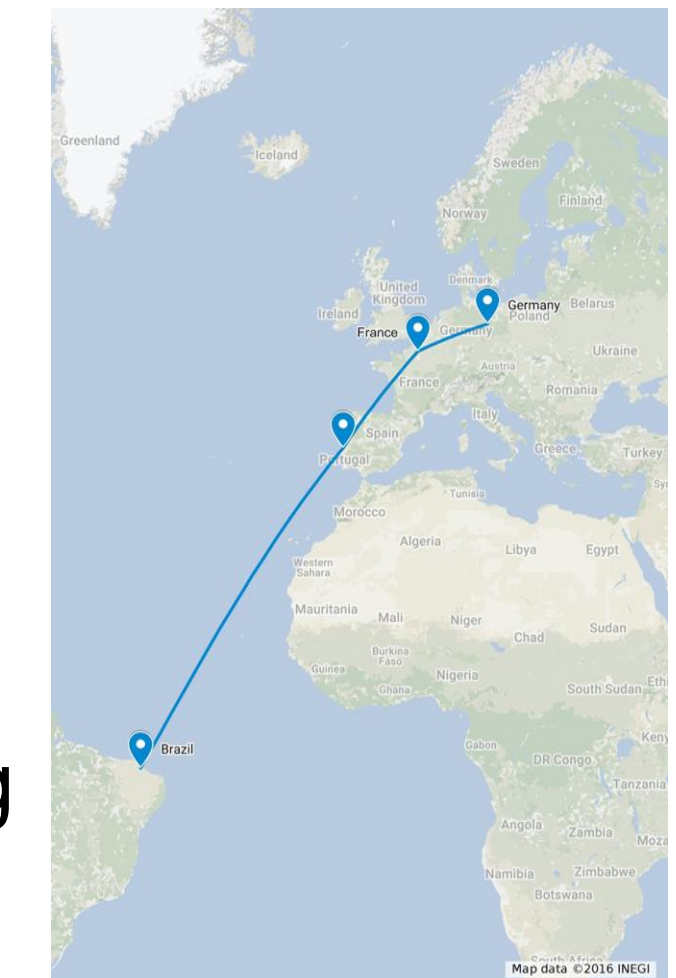 Greenland
Iceland
Sweden
Finland
Norway
Denmark
United
Kingdom
Ireland
Germany
Belarus
Poland
France
Germany
Ukraine
Austria
France
Romania
Italy
Spain
Greece
Turkey
Portugal
Tunisia
Morocco
Algeria
Libya
Egypt
Western
Sahara
Mauritania
Mali
Niger
Sudan
Chad
Burkina
Faso
Guinea
Nigeria
Ghana
South Sudan
Gabon
Brazil
DR Congo
g
Tanzania
Angola
Zambia
Namibia
Zimbabwe
Botswana
South Africa
Map data ©2016 INEGI